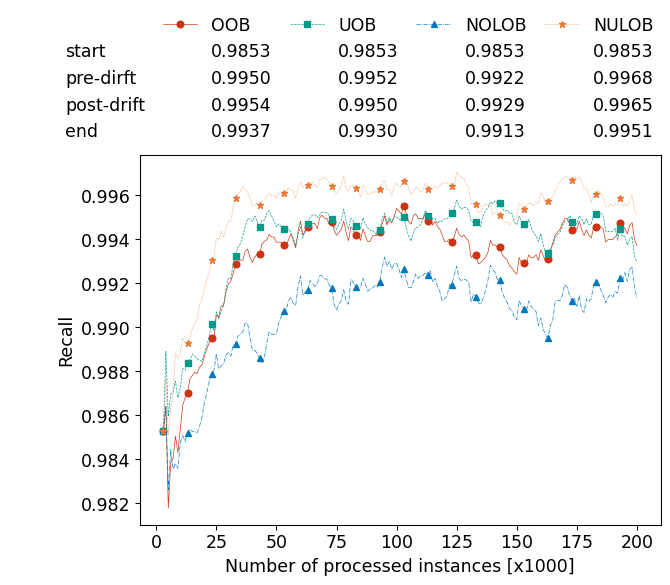 OOB UOB NOLOB NULOB
start 0.9853 0.9853 0.9853 0.9853
pre-dirft 0.9950 0.9952 0.9922 0.9968
post-drift 0.9954 0.9950 0.9929 0.9965
end 0.9937 0.9930 0.9913 0.9951
0.996
0.994
0.992
0.990
0.988
0.986
0.984
0.982
Recall
0 25 50 75 100 125 150 175 200
Number of processed instances [x1000]